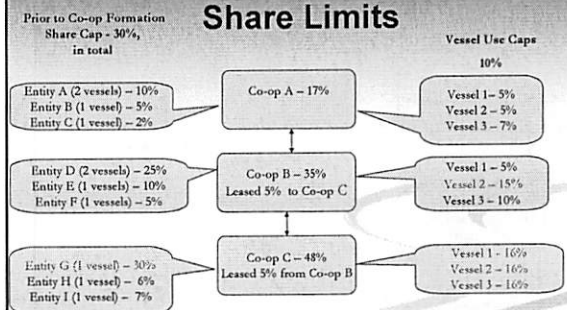 Share Limits
Prior to Co-op Formation
Share Cap - 30%,
in total
Vessel Use Caps
10%
Entity A (2 vessels) – 10%
Entity B (1 vessel) – 5%
Entity C (1 vessel) – 2%
Co-op A – 17%
Vessel 1– 5%
Vessel 2 – 5%
Vessel 3 – 7%
Entity D (2 vessels) – 25%
Entity E (1 vessels) – 10%
Entity F (1 vessels) – 5%
Co-op B – 35%
Leased 5% to Co-op C
Vessel 1 – 5%
Vessel 2 – 15%
Vessel 3 – 10%
Entity G (1 vessel) – 30%
Entity H (1 vessel) – 6%
Entity I (1 vessel) – 7%
Co-op C – 48%
Leased 5% from Co-op B
Vessel 1 - 16%
Vessel 2 – 16%
Vessel 3 – 16%